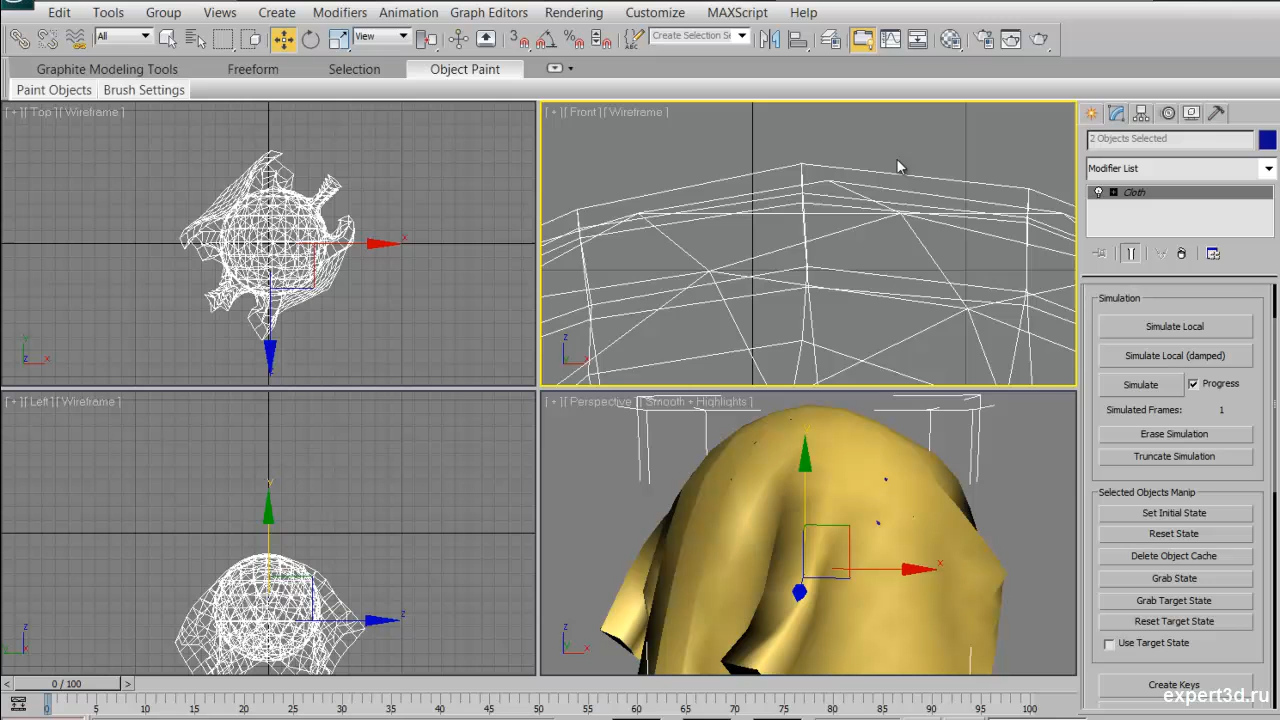 Edit Tools Group Views Create Modifiers Animation Graph Editors Rendering Customize MAXScript Help
All View 3 Create Selection Se
Graphite Modeling Tools Freeform Selection Object Paint
Paint Objects Brush Settings
[ + ][ Top ][ Wireframe ]
[ + ][ Front ][ Wireframe ]
2 Objects Selected
Modifier List
Cloth
x
y
z x
z
x
Simulation
Simulate Local
Simulate Local (damped)
Simulate Progress
Simulated Frames: 1
Erase Simulation
Truncate Simulation
[ + ][ Left ][ Wireframe ]
[ + ][ Perspective ][ Smooth + Highlights ]
y
z
z
y
x
z
x
Selected Objects Manip
Set Initial State
Reset State
Delete Object Cache
Grab State
Grab Target State
Reset Target State
Use Target State
Create Keys
0 / 100
0 5 10 15 20 25 30 35 40 45 50 55 60 65 70 75 80 85 90 95 100
expert3d.ru